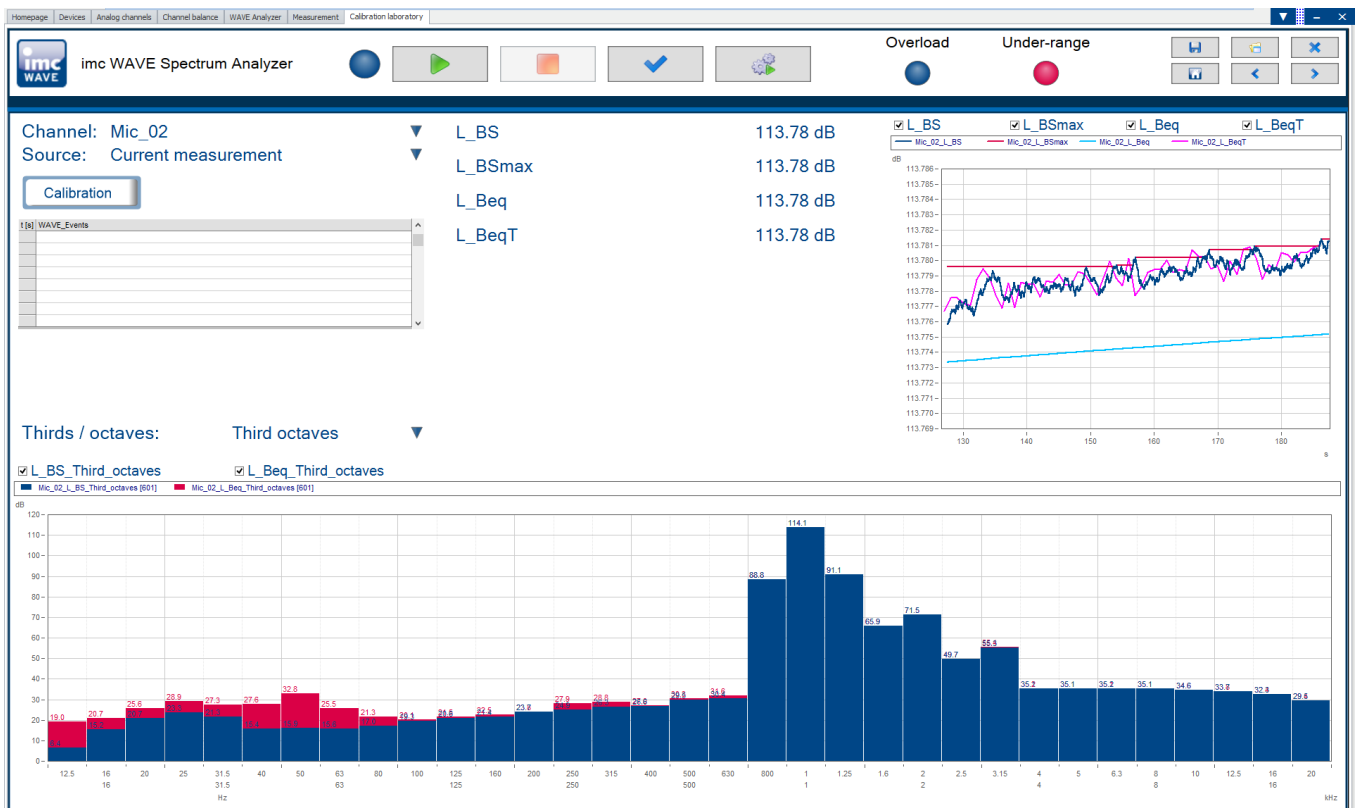 Homepage Devices Analog channels Channel balance WAVE Analyzer Measurement Calibration laboratory
imc WAVE
imc WAVE Spectrum Analyzer
Overload
Under-range
Channel: Mic_02
Source: Current measurement
Calibration
t [s] WAVE_Events
L_BS 113.78 dB
L_BSmax 113.78 dB
L_Beq 113.78 dB
L_BeqT 113.78 dB
L_BS L_BSmax L_Beq L_BeqT
Mic_02_L_BS Mic_02_L_BSmax Mic_02_L_Beq Mic_02_L_BeqT
dB
113.786
113.785
113.784
113.783
113.782
113.781
113.780
113.779
113.778
113.777
113.776
113.775
113.774
113.773
113.772
113.771
113.770
113.769
130 140 150 160 170 180
s
Thirds / octaves: Third octaves
L_BS_Third_octaves L_Beq_Third_octaves
Mic_02_L_BS_Third_octaves [601] Mic_02_L_Beq_Third_octaves [601]
dB
120
110
100
90
80
70
60
50
40
30
20
10
0
19.0 20.7 25.6 28.9 27.3 27.6 32.8 25.5 21.3 27.9 28.8 88.8 114.1 91.1 65.9 71.5 49.7 35.1 35.1 34.6
12.5 16 20 25 31.5 40 50 63 80 100 125 160 200 250 315 400 500 630 800 1 1.25 1.6 2 2.5 3.15 4 5 6.3 8 10 12.5 16 20
16 31.5 63 125 250 500 1 2 4 8 16
Hz kHz